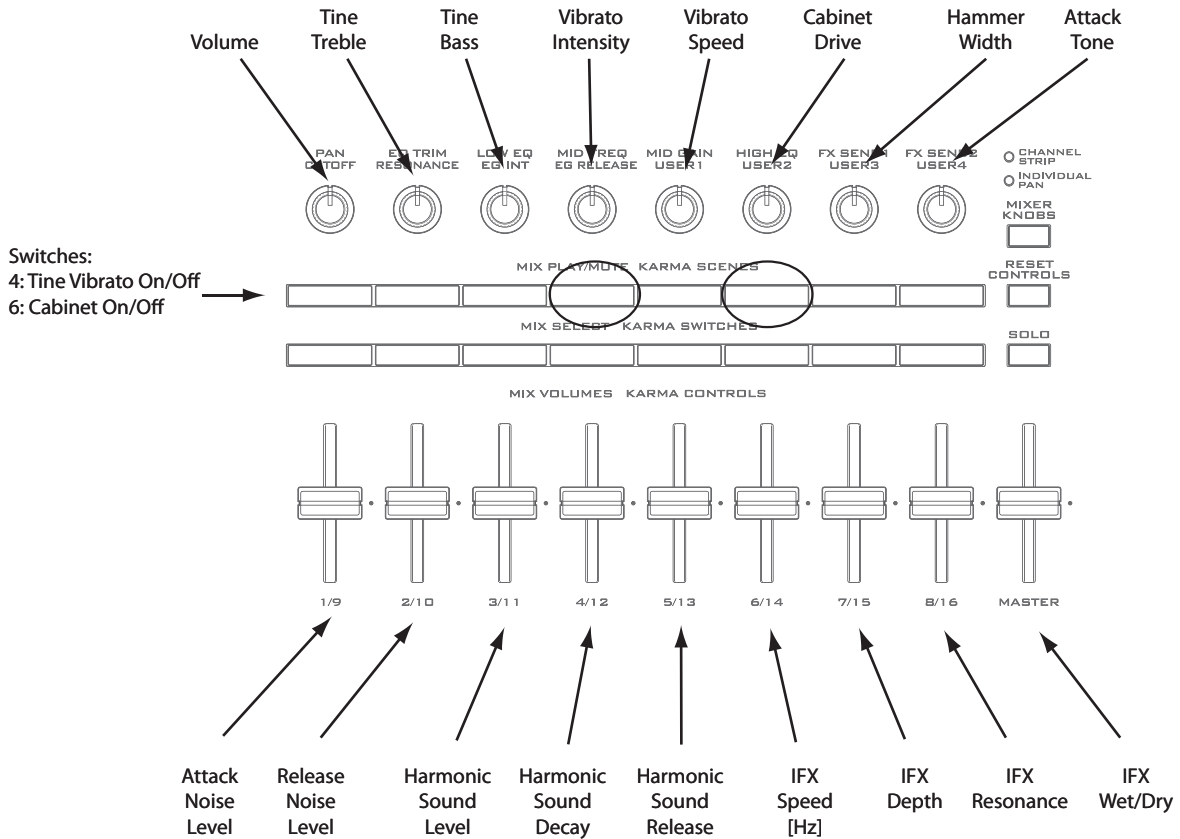 Volume
Tine
Treble
Tine
Bass
Vibrato
Intensity
Vibrato
Speed
Cabinet
Drive
Hammer
Width
Attack
Tone
PAN
CUTOFF
EQ TRIM
RESONANCE
LOW EQ
EG INT
MID FREQ
EG RELEASE
MID GAIN
USER1
HIGH EQ
USER2
FX SEND1
USER3
FX SEND2
USER4
CHANNEL
STRIP
INDIVIDUAL
PAN
MIXER
KNOBS
Switches:
4: Tine Vibrato On/Off
6: Cabinet On/Off
MIX PLAY/MUTE KARMA SCENES
RESET
CONTROLS
MIX SELECT KARMA SWITCHES
SOLO
MIX VOLUMES KARMA CONTROLS
1/9
2/10
3/11
4/12
5/13
6/14
7/15
8/16
MASTER
Attack
Noise
Level
Release
Noise
Level
Harmonic
Sound
Level
Harmonic
Sound
Decay
Harmonic
Sound
Release
IFX
Speed
[Hz]
IFX
Depth
IFX
Resonance
IFX
Wet/Dry